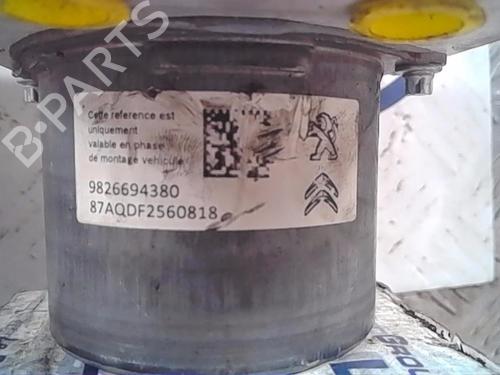 Cette reference est
uniquement
valable en phase
de montage vehicule
9826694380
87AQDF2560818
B-PARTS